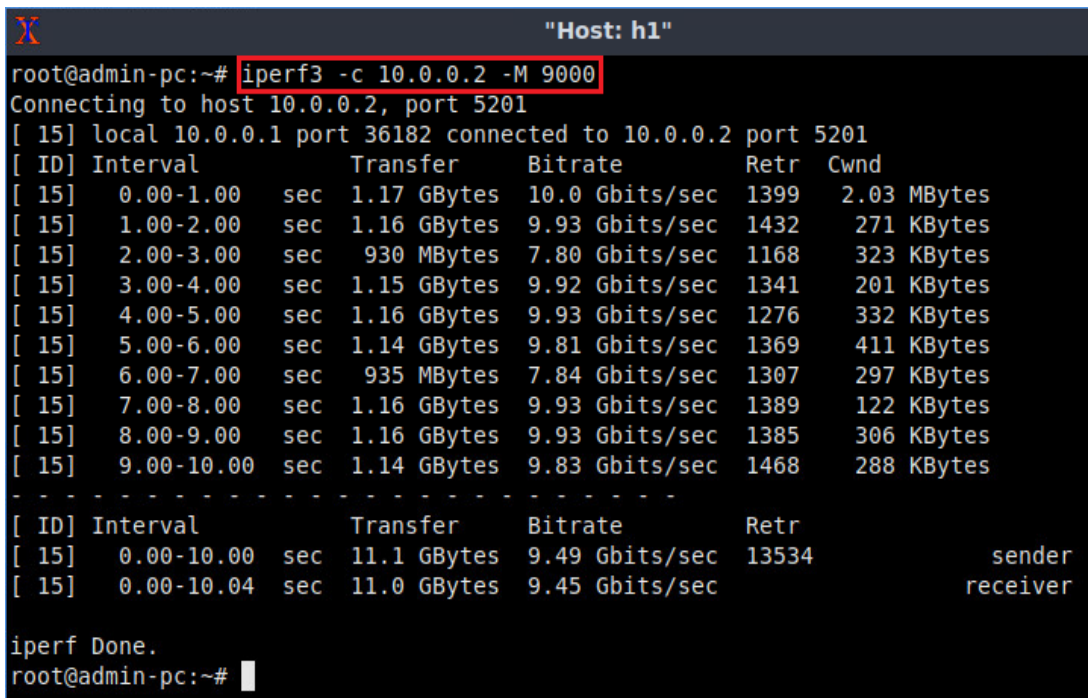 "Host: h1"
root@admin-pc:~# iperf3 -c 10.0.0.2 -M 9000
Connecting to host 10.0.0.2, port 5201
[ 15] local 10.0.0.1 port 36182 connected to 10.0.0.2 port 5201
[ ID] Interval           Transfer     Bitrate         Retr  Cwnd
[ 15]   0.00-1.00   sec  1.17 GBytes  10.0 Gbits/sec  1399   2.03 MBytes
[ 15]   1.00-2.00   sec  1.16 GBytes  9.93 Gbits/sec  1432    271 KBytes
[ 15]   2.00-3.00   sec   930 MBytes  7.80 Gbits/sec  1168    323 KBytes
[ 15]   3.00-4.00   sec  1.15 GBytes  9.92 Gbits/sec  1341    201 KBytes
[ 15]   4.00-5.00   sec  1.16 GBytes  9.93 Gbits/sec  1276    332 KBytes
[ 15]   5.00-6.00   sec  1.14 GBytes  9.81 Gbits/sec  1369    411 KBytes
[ 15]   6.00-7.00   sec   935 MBytes  7.84 Gbits/sec  1307    297 KBytes
[ 15]   7.00-8.00   sec  1.16 GBytes  9.93 Gbits/sec  1389    122 KBytes
[ 15]   8.00-9.00   sec  1.16 GBytes  9.93 Gbits/sec  1385    306 KBytes
[ 15]   9.00-10.00  sec  1.14 GBytes  9.83 Gbits/sec  1468    288 KBytes
- - - - - - - - - - - - - - - - - - - - - - - - -
[ ID] Interval           Transfer     Bitrate         Retr
[ 15]   0.00-10.00  sec  11.1 GBytes  9.49 Gbits/sec  13534             sender
[ 15]   0.00-10.04  sec  11.0 GBytes  9.45 Gbits/sec                  receiver
iperf Done.
root@admin-pc:~#